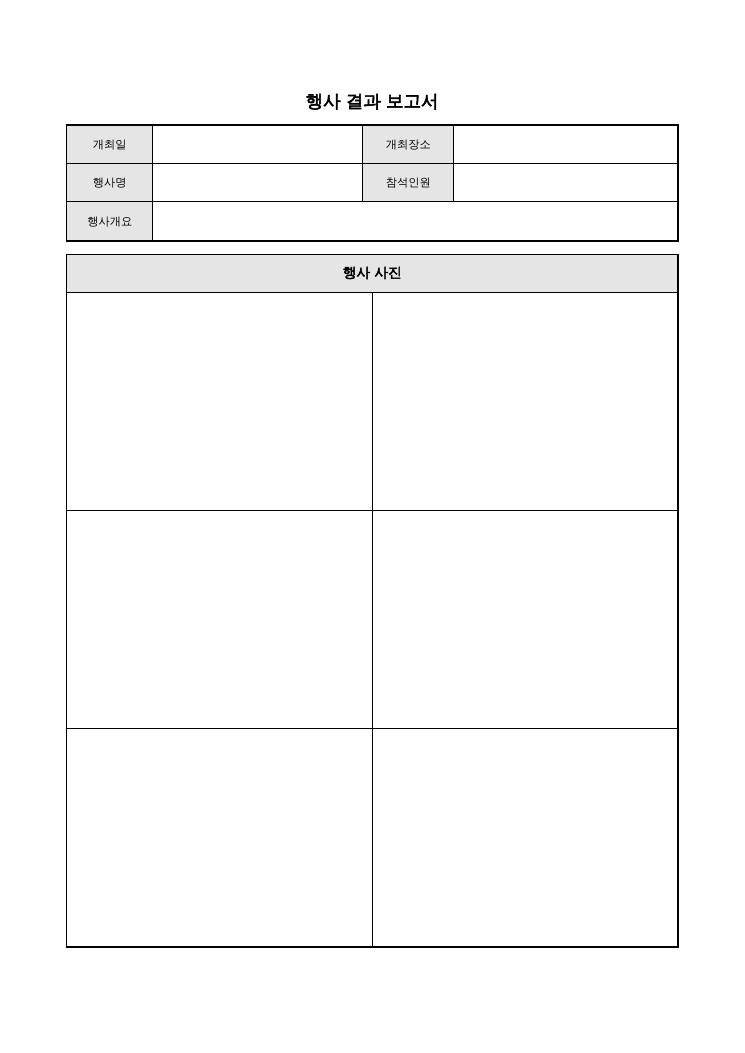 행사 결과 보고서
개최일 개최장소
행사명 참석인원
행사개요
행사 사진